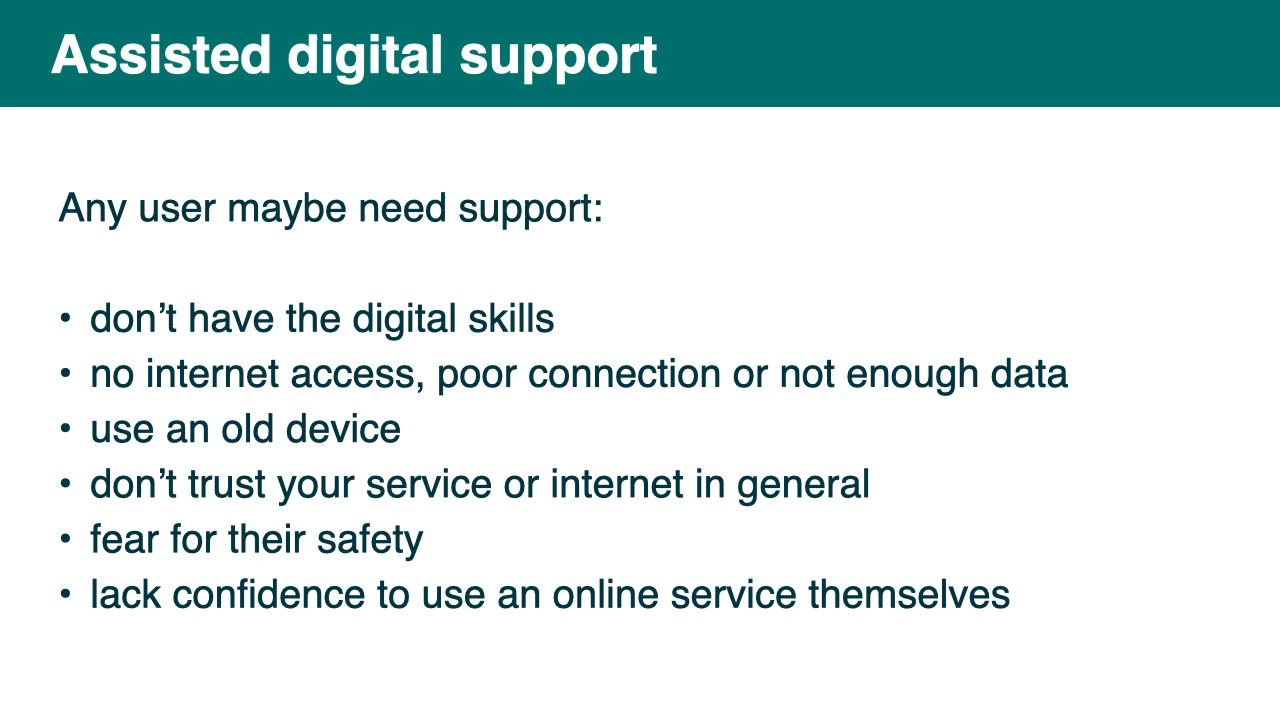 Assisted digital support
Any user maybe need support:
• don’t have the digital skills
• no internet access, poor connection or not enough data
• use an old device
• don’t trust your service or internet in general
• fear for their safety
• lack confidence to use an online service themselves